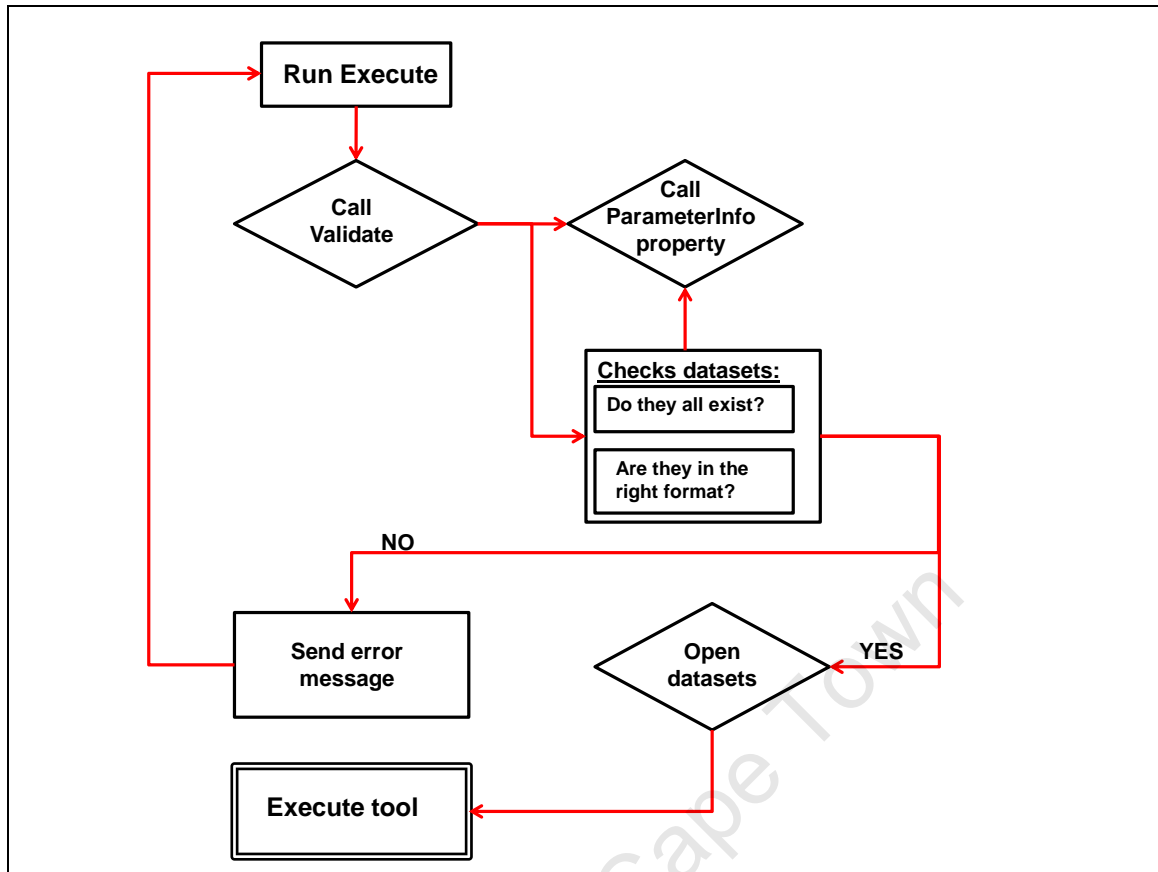 Run Execute
Call
Validate
Call
ParameterInfo
property
Checks datasets:
Do they all exist?
Are they in the
right format?
NO
Send error
message
Open
datasets
YES
Execute tool
Cape Town